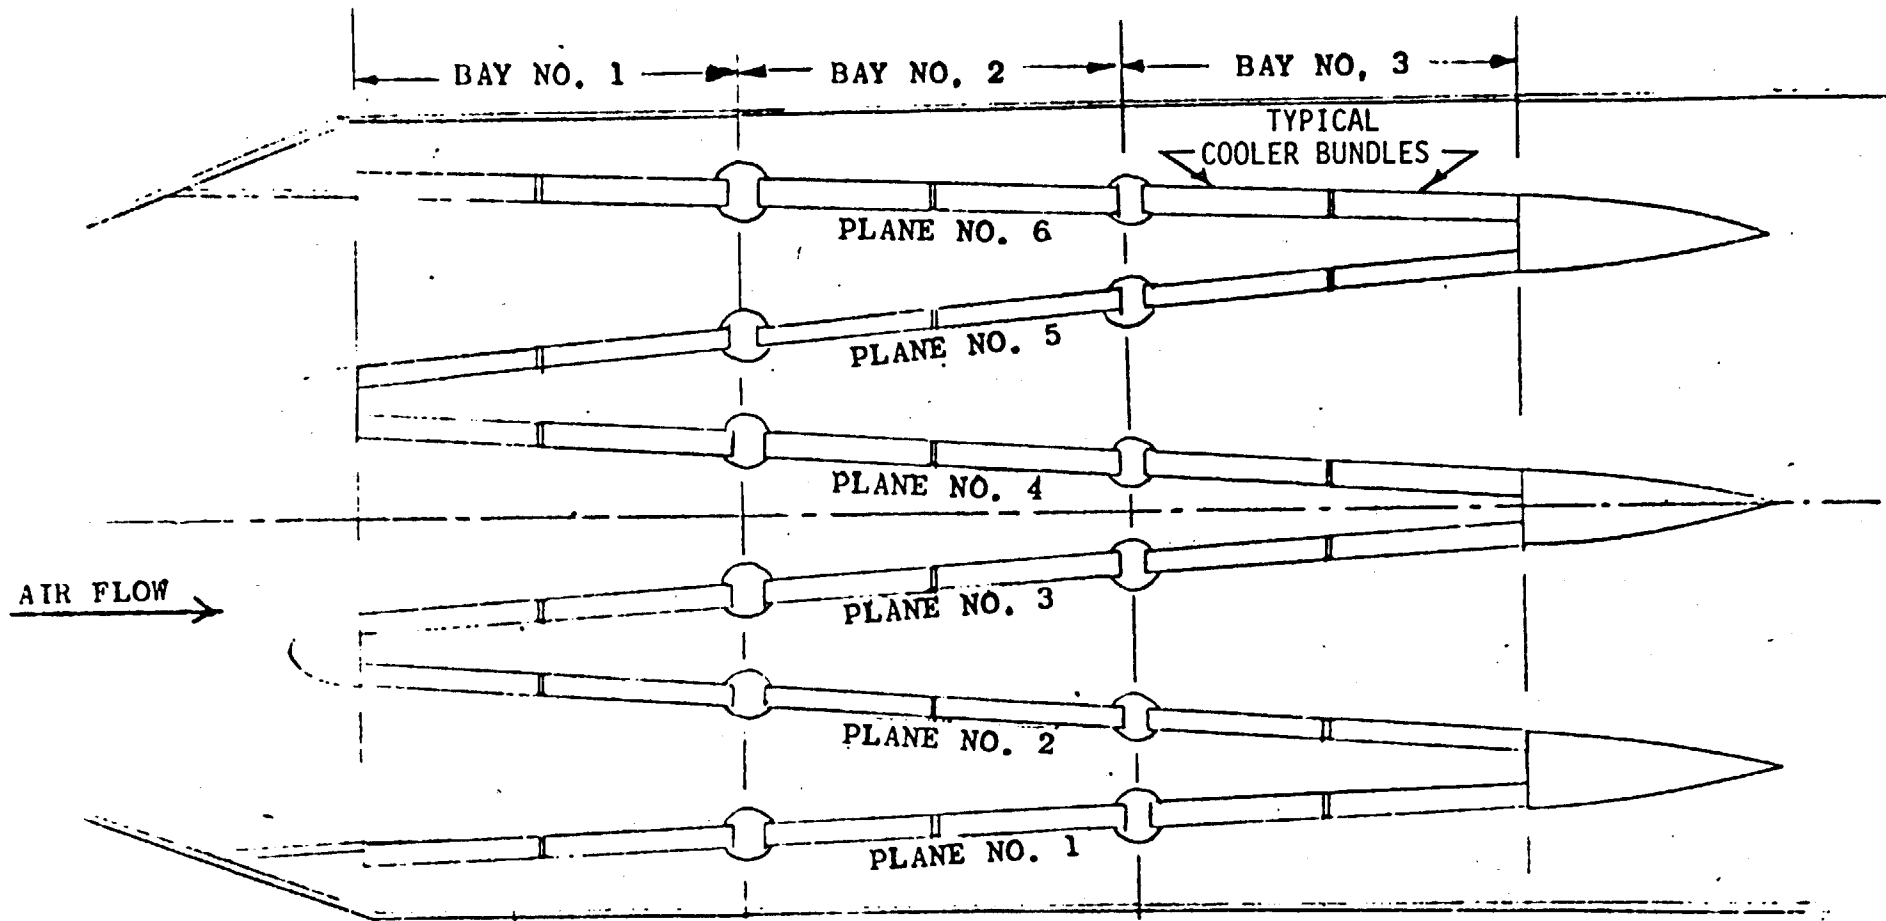 BAY NO. 1
BAY NO. 2
BAY NO. 3
TYPICAL
COOLER BUNDLES
PLANE NO. 6
PLANE NO. 5
PLANE NO. 4
AIR FLOW
PLANE NO. 3
PLANE NO. 2
PLANE NO. 1